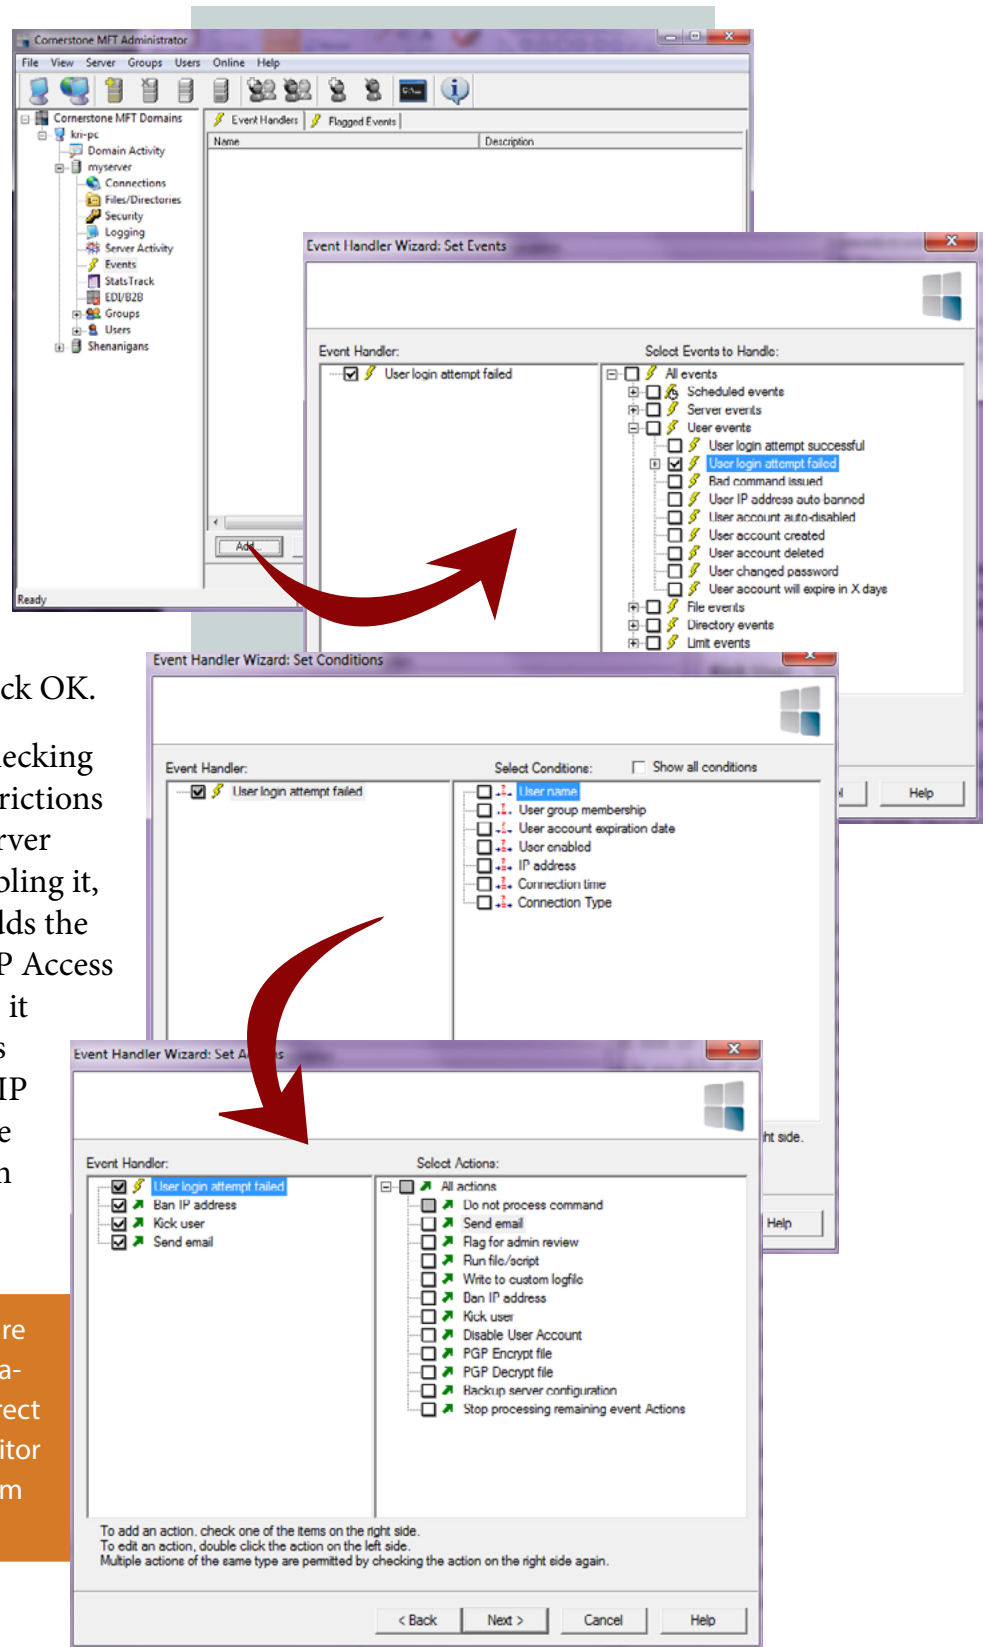 Cornerstone MFT Administrator
File View Server Groups Users Online Help
Cornerstone MFT Domains
kri-pc
Domain Activity
myserver
Connections
Files/Directories
Security
Logging
Server Activity
Events
StatsTrack
EDI/B2B
Groups
Users
Shenanigans
Event Handlers
Flagged Events
Name
Description
Add...
Ready
Event Handler Wizard: Set Events
Event Handler:
User login attempt failed
Select Events to Handle:
All events
Scheduled events
Server events
User events
User login attempt successful
User login attempt failed
Bad command issued
User IP address auto banned
User account auto-disabled
User account created
User account deleted
User changed password
User account will expire in X days
File events
Directory events
Limit events
Help
ck OK.
ecking
rictions
rver
bling it,
dds the
P Access
it
s
IP
e
n
Event Handler Wizard: Set Conditions
Event Handler:
User login attempt failed
Select Conditions:
Show all conditions
User name
User group membership
User account expiration date
User enabled
IP address
Connection time
Connection Type
ht side.
Help
Event Handler Wizard: Set Actions
Event Handler:
User login attempt failed
Ban IP address
Kick user
Send email
Select Actions:
All actions
Do not process command
Send email
Flag for admin review
Run file/script
Write to custom logfile
Ban IP address
Kick user
Disable User Account
PGP Encrypt file
PGP Decrypt file
Backup server configuration
Stop processing remaining event Actions
To add an action, check one of the items on the right side.
To edit an action, double click the action on the left side.
Multiple actions of the same type are permitted by checking the action on the right side again.
< Back
Next >
Cancel
Help
re
a-
rect
itor
m